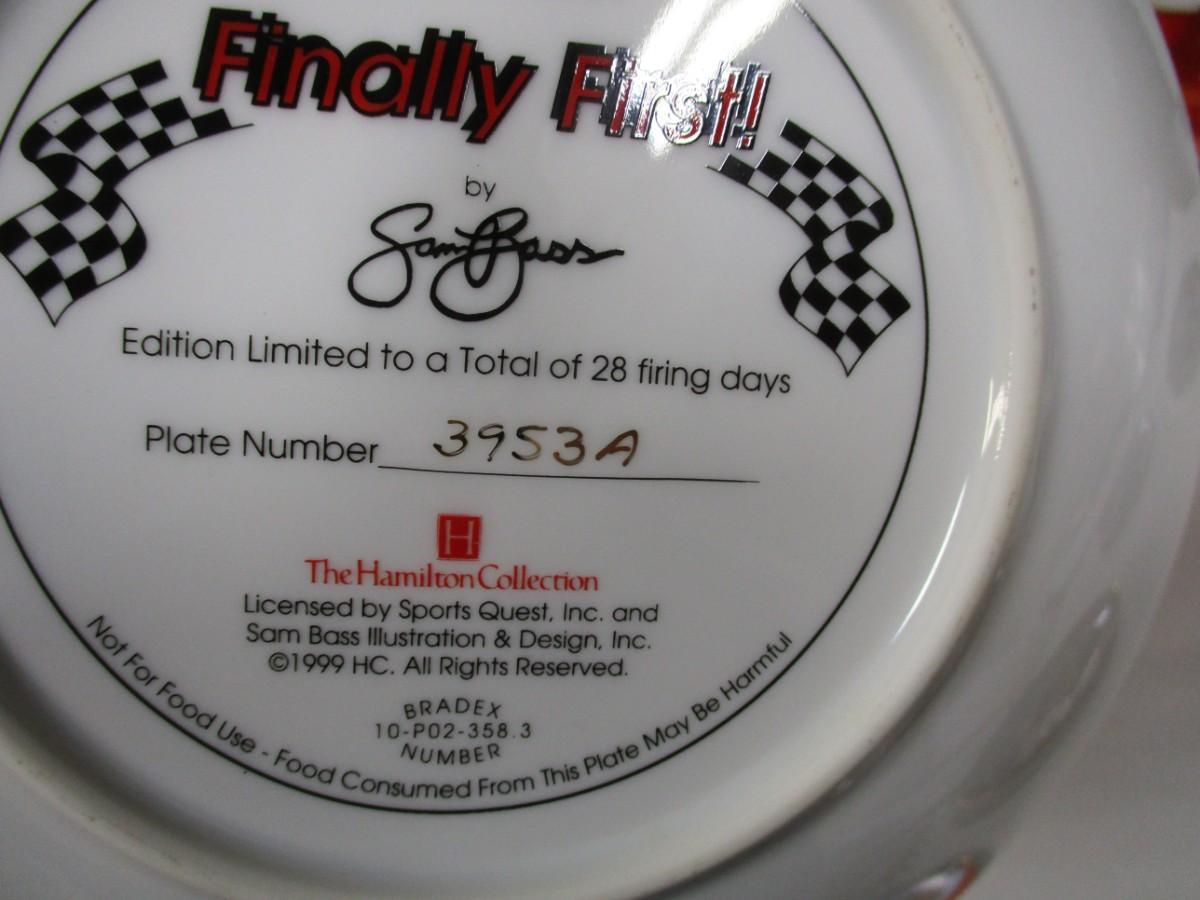 Finally First!
by
Sam Bass
Edition Limited to a Total of 28 firing days
Plate Number 3953A
H
The Hamilton Collection
Licensed by Sports Quest, Inc. and
Sam Bass Illustration & Design, Inc.
©1999 HC. All Rights Reserved.
BRADEX
10-P02-358.3
NUMBER
Not For Food Use - Food Consumed From This Plate May Be Harmful